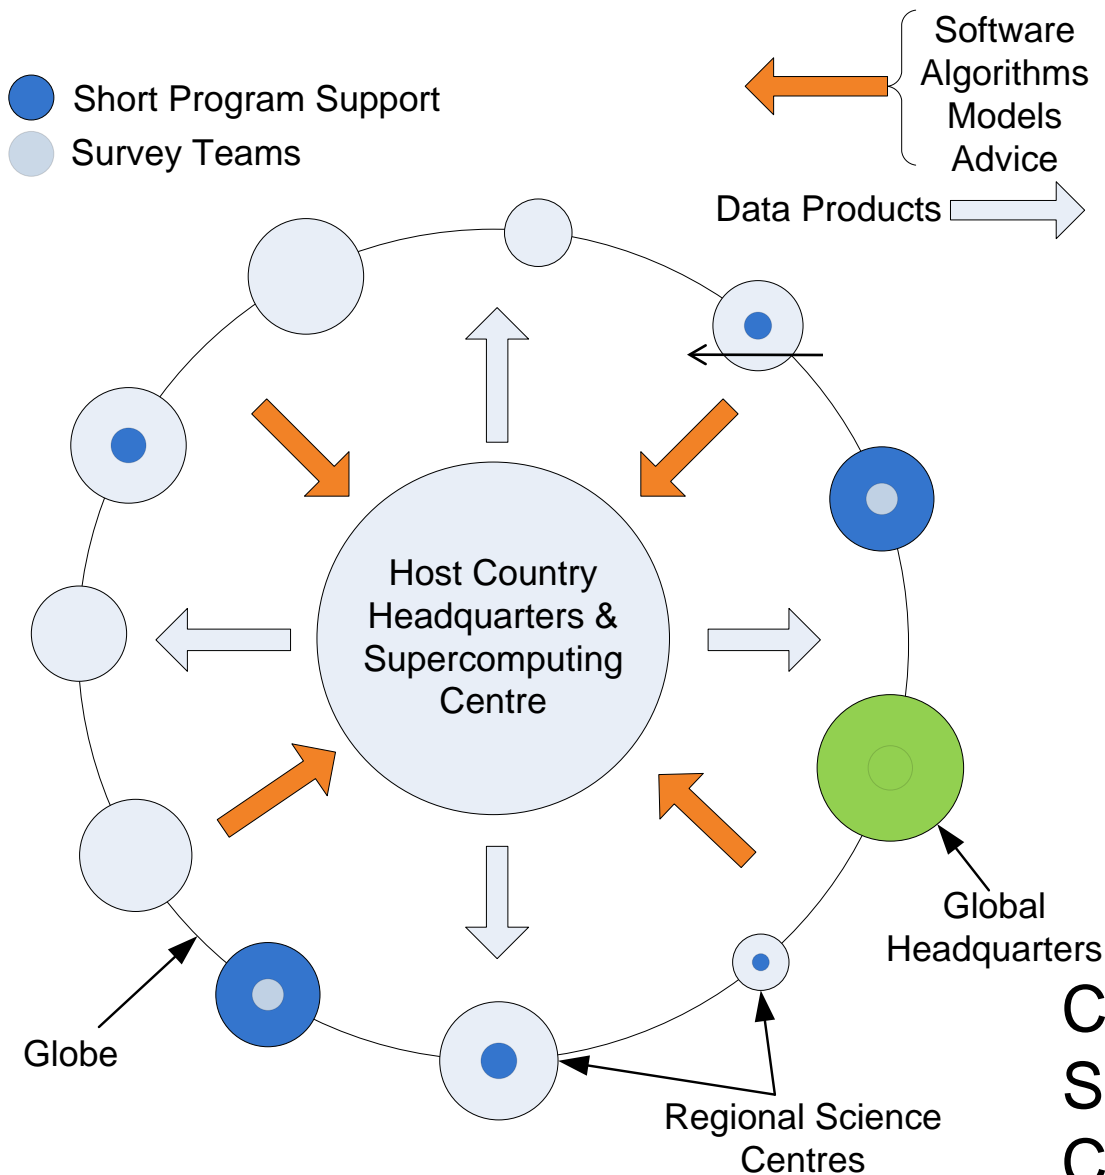 Software
Algorithms
Models
Advice
Short Program Support
Survey Teams
Data Products
Host Country
Headquarters &
Supercomputing
Centre
Global
Headquarters
Globe
Regional Science
Centres
C
S
C